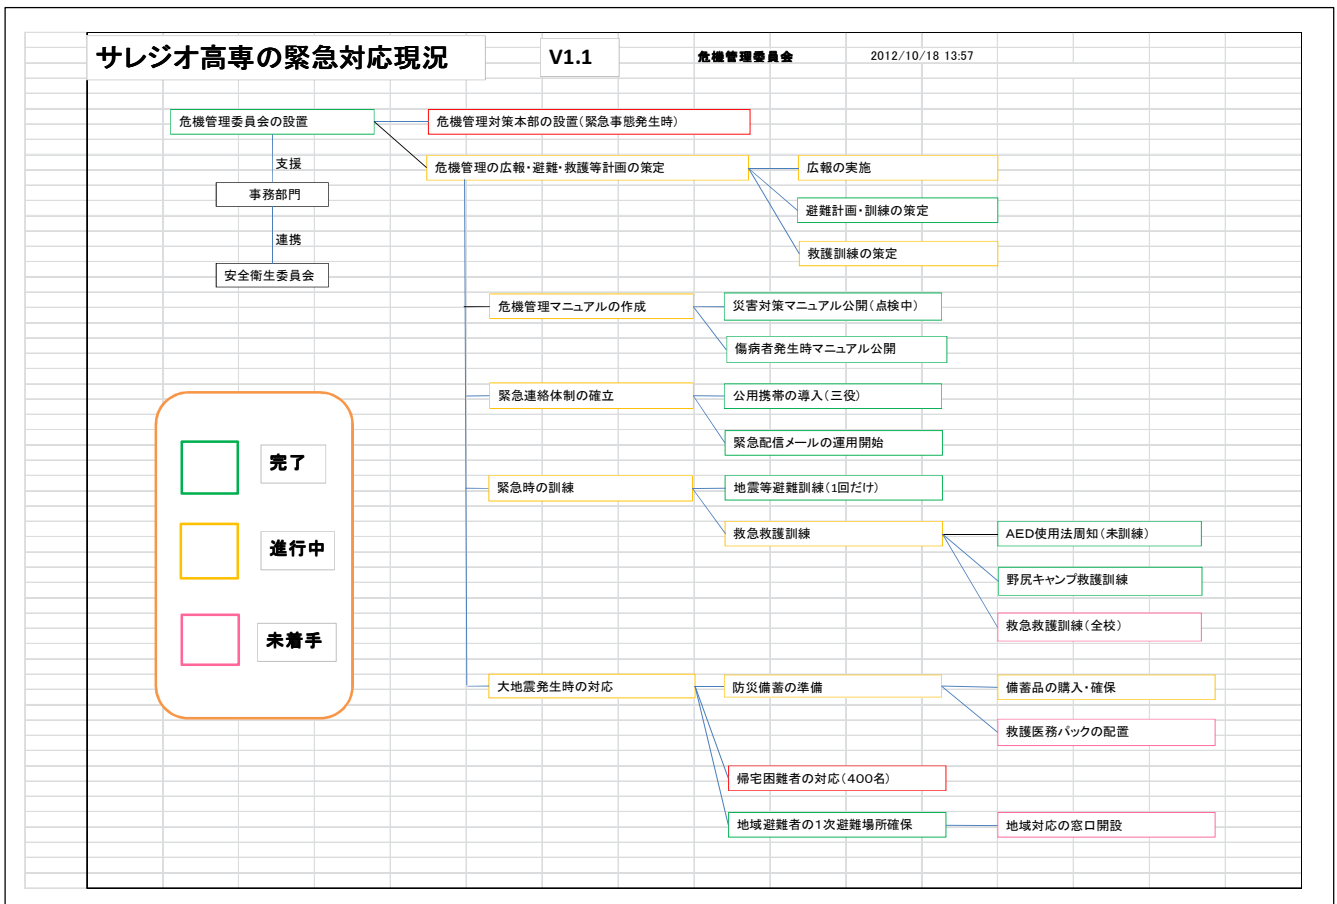 サレジオ高専の緊急対応現況
V1.1
危機管理委員会
2012/10/18 13:57
危機管理委員会の設置
危機管理対策本部の設置(緊急事態発生時)
支援
危機管理の広報・避難・救護等計画の策定
広報の実施
事務部門
避難計画・訓練の策定
連携
救護訓練の策定
安全衛生委員会
危機管理マニュアルの作成
災害対策マニュアル公開(点検中)
傷病者発生時マニュアル公開
緊急連絡体制の確立
公用携帯の導入(三役)
緊急配信メールの運用開始
完了
緊急時の訓練
地震等避難訓練(1回だけ)
救急救護訓練
AED使用法周知(未訓練)
進行中
野尻キャンプ救護訓練
救急救護訓練(全校)
未着手
大地震発生時の対応
防災備蓄の準備
備蓄品の購入・確保
救護医務パックの配置
帰宅困難者の対応(400名)
地域避難者の1次避難場所確保
地域対応の窓口開設